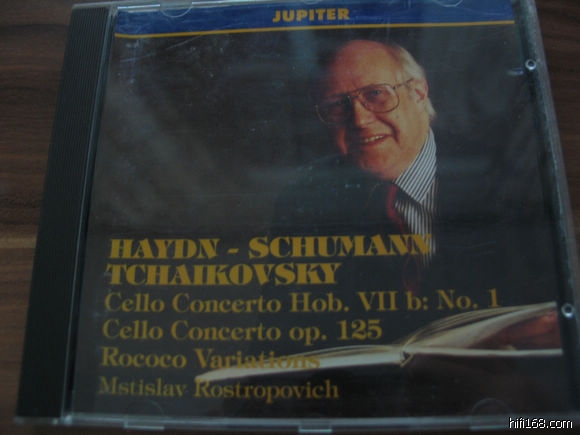 JUPITER
HAYDN - SCHUMANN
TCHAIKOVSKY
Cello Concerto Hob. VII b: No. 1
Cello Concerto op. 125
Rococo Variations
Mstislav Rostropovich
hifi168.com